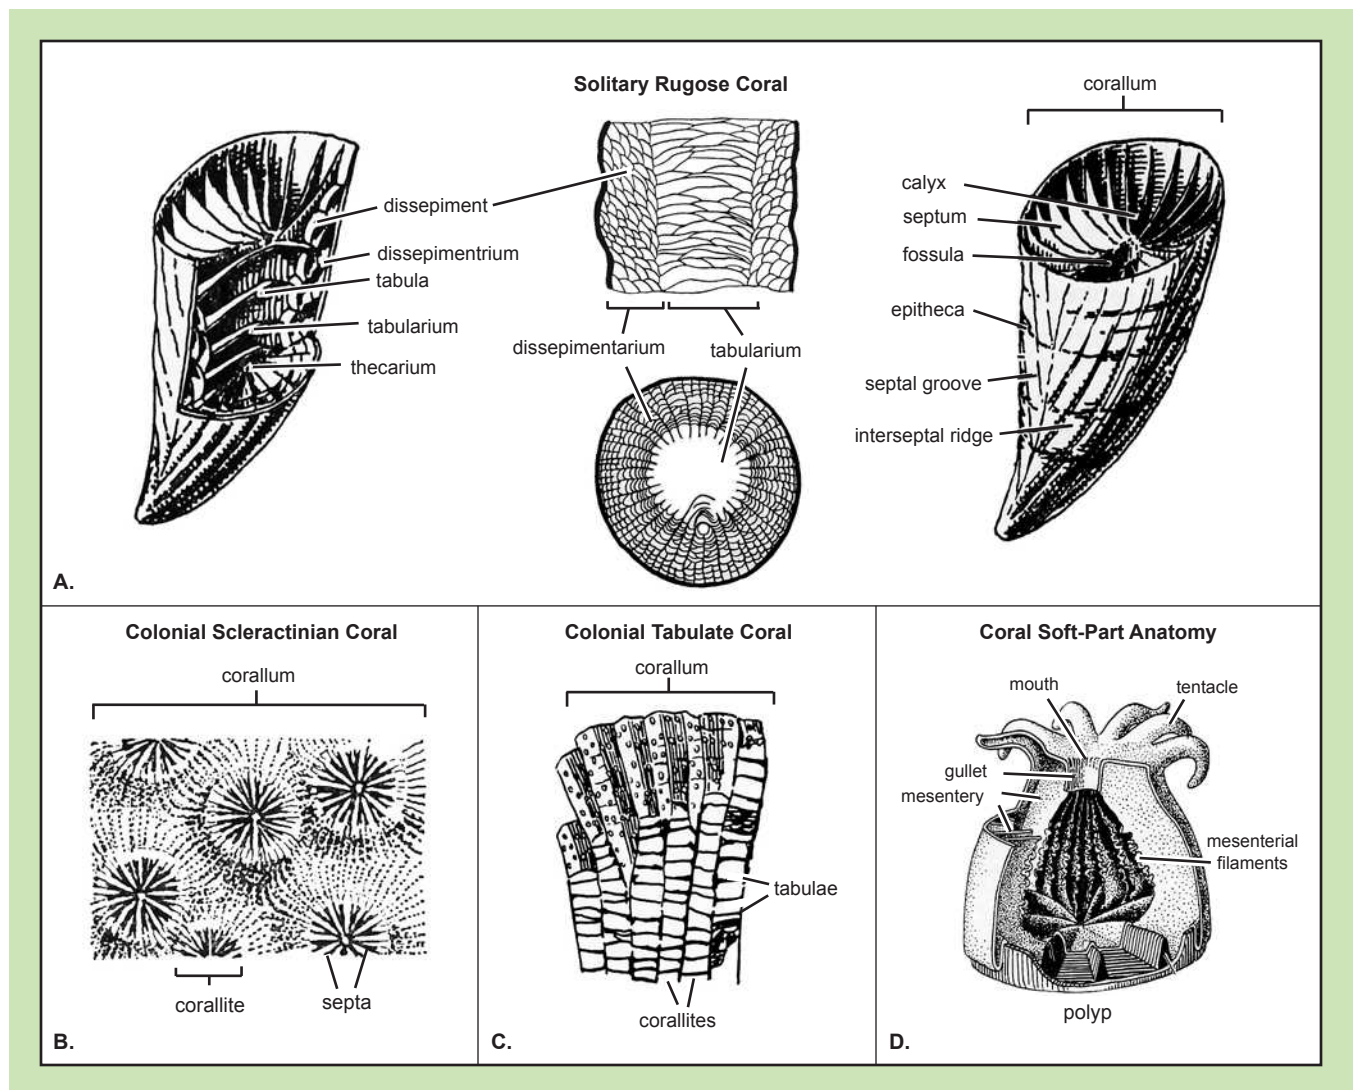 Solitary Rugose Coral
dissepiment
dissepimentrium
tabula
tabularium
thecarium
dissepimentarium
tabularium
corallum
calyx
septum
fossula
epitheca
septal groove
interseptal ridge
A.
Colonial Scleractinian Coral
corallum
corallite
septa
B.
Colonial Tabulate Coral
corallum
tabulae
corallites
C.
Coral Soft-Part Anatomy
mouth
tentacle
gullet
mesentery
mesenterial
filaments
polyp
D.